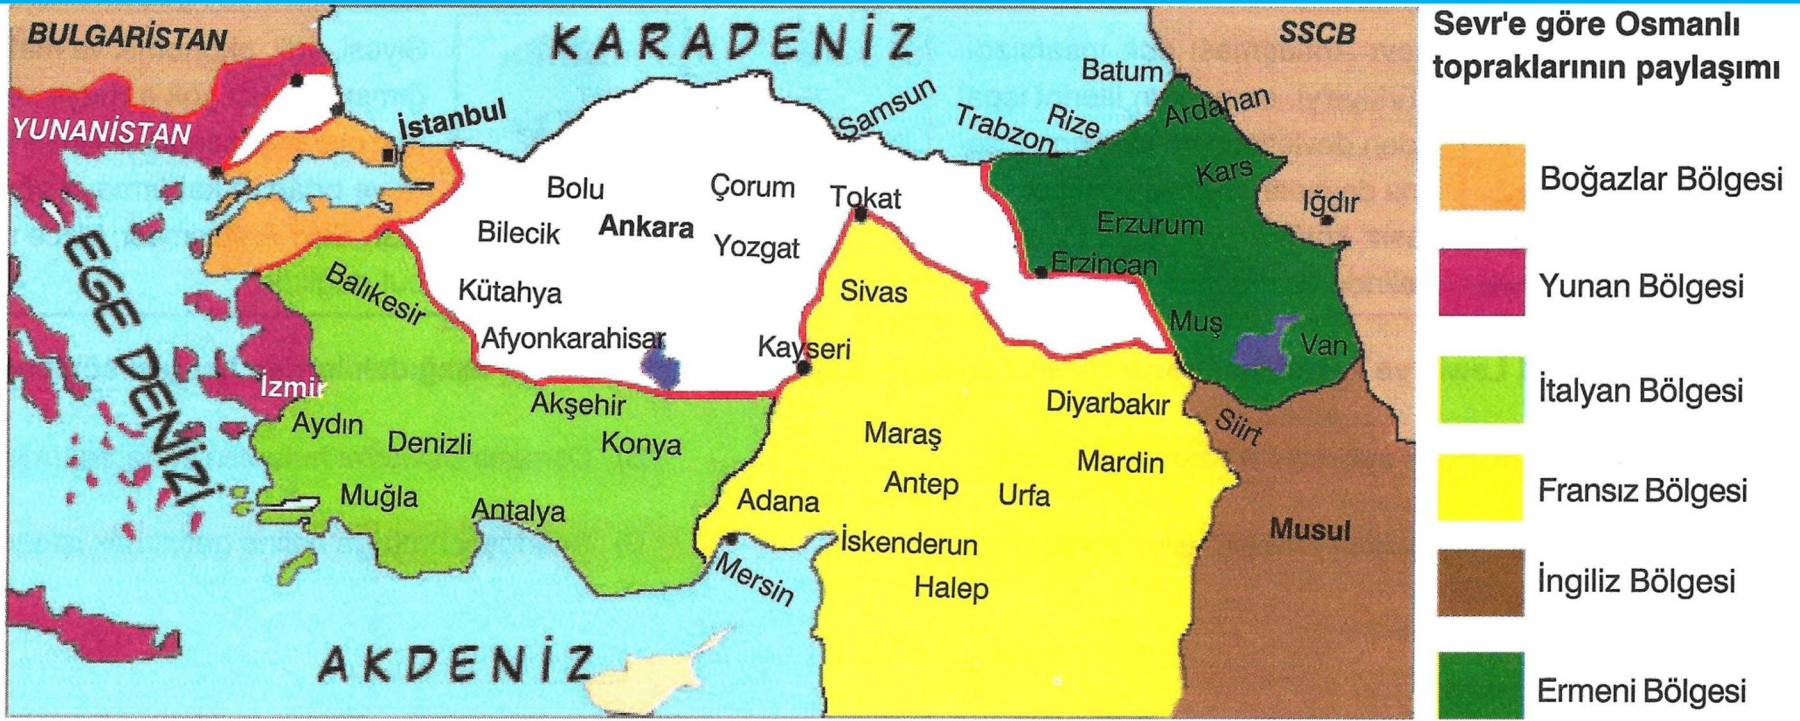 BULGARİSTAN
KARADENİZ
SSCB
Batum
Ardahan
YUNANİSTAN
İstanbul
Samsun
Trabzon
Rize
Kars
Iğdır
Bolu
Çorum
Tokat
Bilecik
Ankara
Yozgat
Erzurum
Erzincan
EGE DENİZİ
Balıkesir
Kütahya
Sivas
Afyonkarahisar
Kayseri
Muş
Van
İzmir
Akşehir
Diyarbakır
Siirt
Aydın
Denizli
Konya
Maraş
Mardin
Muğla
Antalya
Adana
Antep
Urfa
Musul
Mersin
İskenderun
Halep
AKDENİZ
Sevr'e göre Osmanlı
topraklarının paylaşımı
Boğazlar Bölgesi
Yunan Bölgesi
İtalyan Bölgesi
Fransız Bölgesi
İngiliz Bölgesi
Ermeni Bölgesi